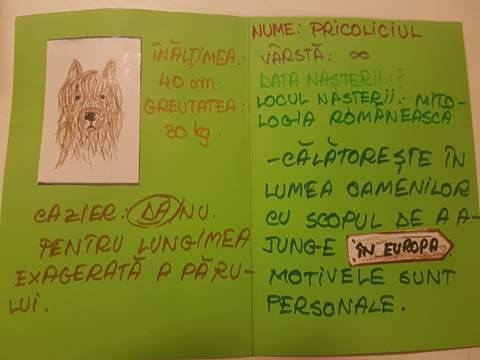 ÎNĂLȚIMEA:
40 cm.
GREUTATEA:
30 kg.
CAZIER: DA/NU.
PENTRU LUNGIMEA
EXAGERATĂ A PĂRU-
LUI.
NUME: PRICOLICIUL
VÂRSTĂ: ∞
DATA NAȘTERII: ?
LOCUL NAȘTERII: MITO-
LOGIA ROMÂNEASCĂ
-CĂLĂTOREȘTE ÎN
LUMEA OAMENILOR
CU SCOPUL DE A A-
JUNGE ÎN EUROPA.
MOTIVELE SUNT
PERSONALE.